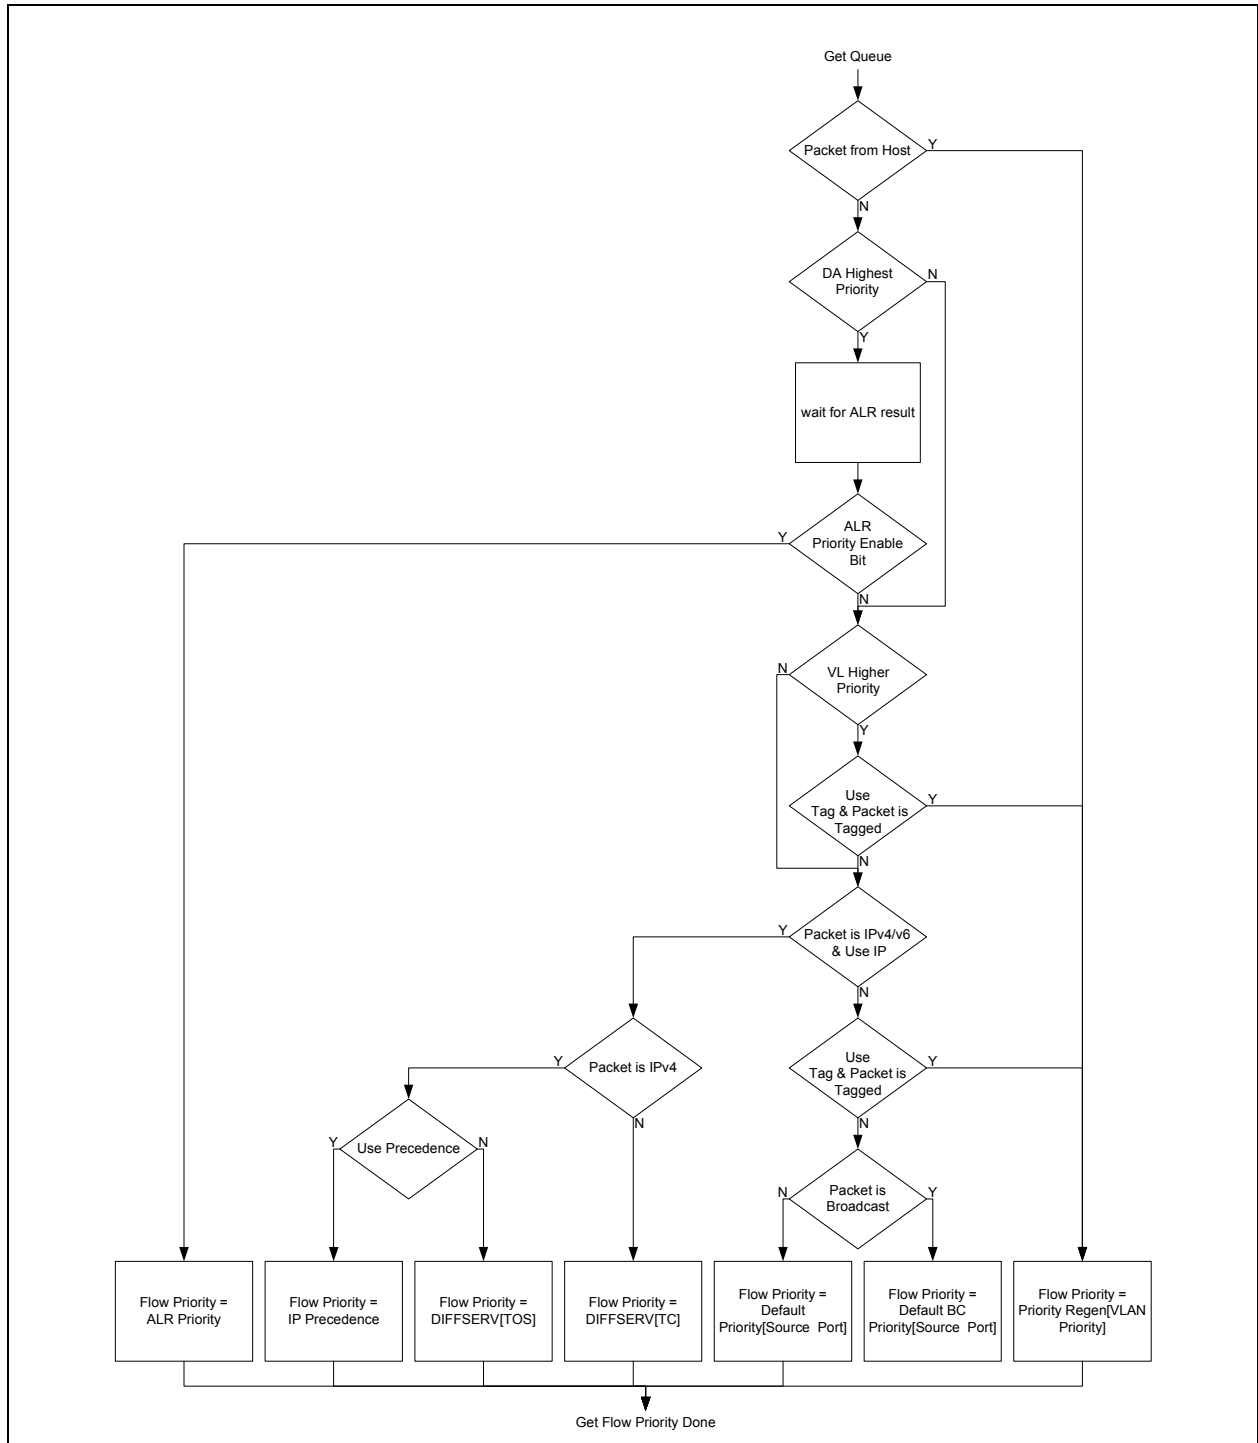 Get Queue
Packet from Host
Y
N
DA Highest
Priority
N
Y
wait for ALR result
ALR
Priority Enable
Bit
Y
N
VL Higher
Priority
N
Y
Use
Tag & Packet is
Tagged
Y
N
Packet is IPv4/v6
& Use IP
Y
N
Packet is IPv4
Y
N
Use
Tag & Packet is
Tagged
Y
N
Use Precedence
Y
N
Packet is
Broadcast
N
Y
Flow Priority =
ALR Priority
Flow Priority =
IP Precedence
Flow Priority =
DIFFSERV[TOS]
Flow Priority =
DIFFSERV[TC]
Flow Priority =
Default
Priority[Source Port]
Flow Priority =
Default BC
Priority[Source Port]
Flow Priority =
Priority Regen[VLAN
Priority]
Get Flow Priority Done